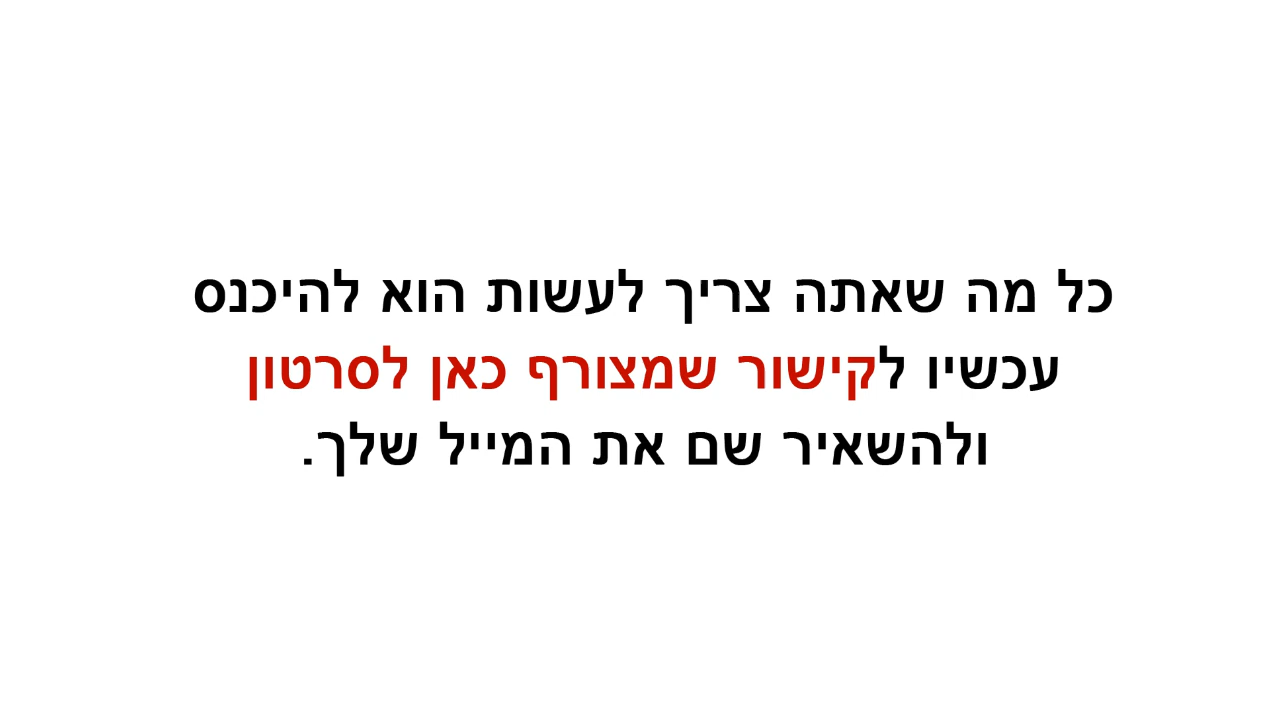 כל מה שאתה צריך לעשות הוא להיכנס
עכשיו לקישור שמצורף כאן לסרטון
ולהשאיר שם את המייל שלך.